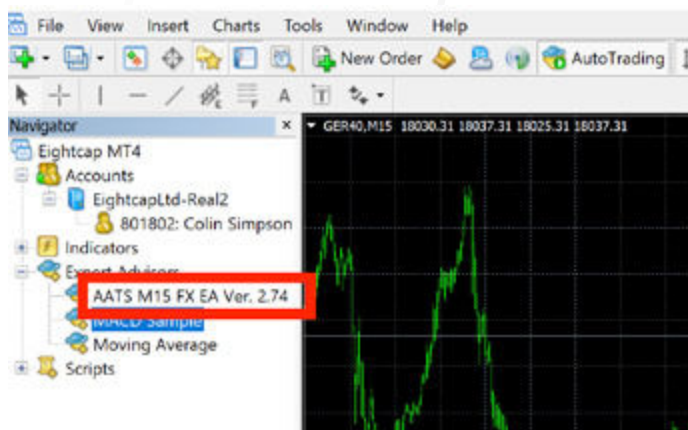 File View Insert Charts Tools Window Help
New Order AutoTrading
Navigator
GER40,M15 18030.31 18037.31 18025.31 18037.31
Eightcap MT4
Accounts
EightcapLtd-Real2
801802: Colin Simpson
Indicators
Expert Advisors
AATS M15 FX EA Ver. 2.74
MACD Sample
Moving Average
Scripts